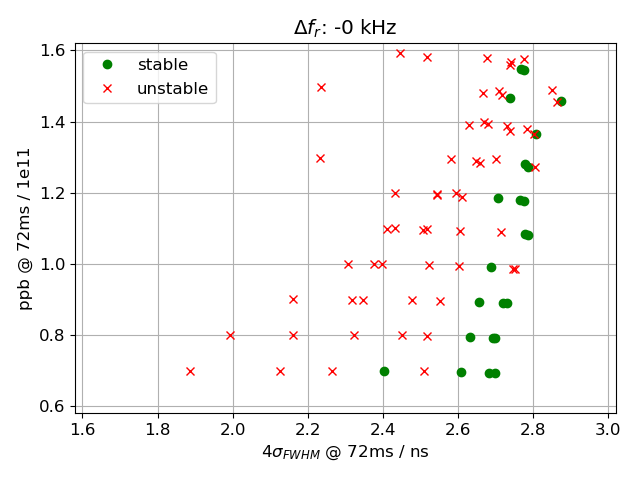 Δf_r: -0 kHz
stable
unstable
ppb @ 72ms / 1e11
1.6
1.4
1.2
1.0
0.8
0.6
1.6 1.8 2.0 2.2 2.4 2.6 2.8 3.0
4σ_FWHM @ 72ms / ns